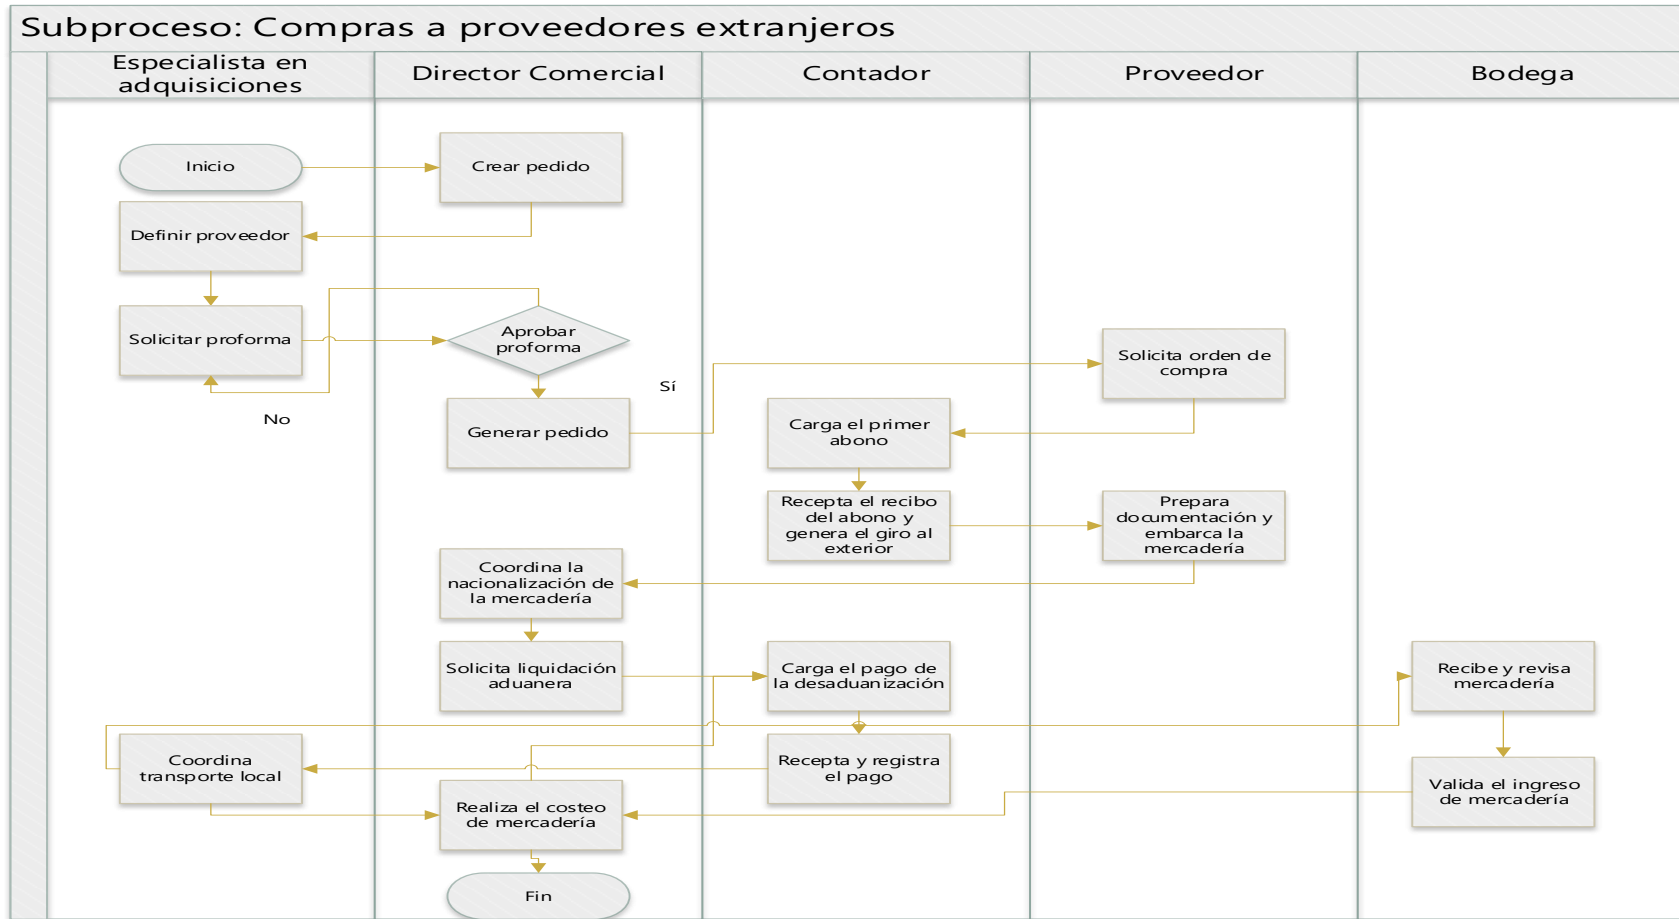 Subproceso: Compras a proveedores extranjeros
Especialista en
adquisiciones
Director Comercial
Contador
Proveedor
Bodega
Inicio
Crear pedido
Definir proveedor
Solicitar proforma
Aprobar
proforma
Solicita orden de
compra
Sí
No
Generar pedido
Carga el primer
abono
Recepta el recibo
del abono y
genera el giro al
exterior
Prepara
documentación y
embarca la
mercadería
Coordina la
nacionalización de
la mercadería
Solicita liquidación
aduanera
Carga el pago de
la desaduanización
Recibe y revisa
mercadería
Coordina
transporte local
Recepta y registra
el pago
Valida el ingreso
de mercadería
Realiza el costeo
de mercadería
Fin